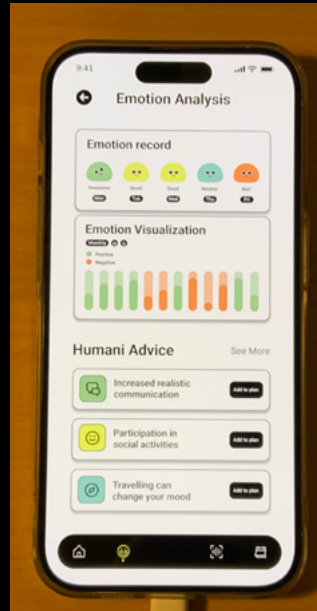 9:41
Emotion Analysis
Emotion record
Awesome Good Good Neutral Bad
Mon Tue Wed Thu Fri
Emotion Visualization
Monthly
Positive
Negative
Humani Advice See More
Increased realistic
communication
Add to plan
Participation in
social activities
Add to plan
Travelling can
change your mood
Add to plan